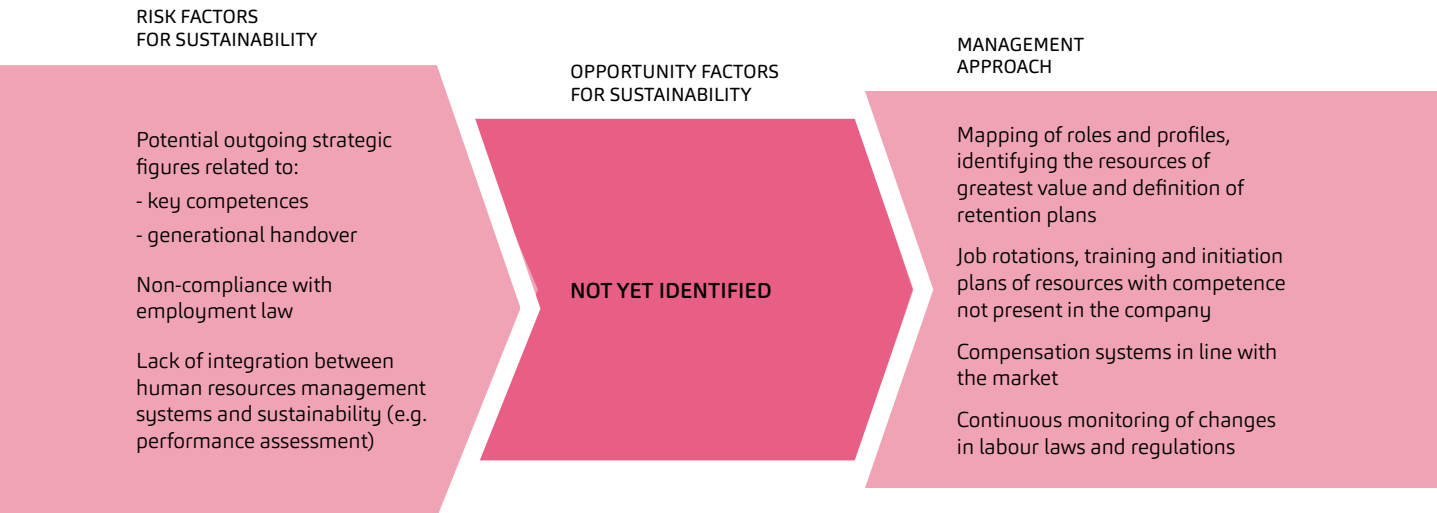 RISK FACTORS
FOR SUSTAINABILITY
Potential outgoing strategic
figures related to:
- key competences
- generational handover
Non-compliance with
employment law
Lack of integration between
human resources management
systems and sustainability (e.g.
performance assessment)
OPPORTUNITY FACTORS
FOR SUSTAINABILITY
NOT YET IDENTIFIED
MANAGEMENT
APPROACH
Mapping of roles and profiles,
identifying the resources of
greatest value and definition of
retention plans
Job rotations, training and initiation
plans of resources with competence
not present in the company
Compensation systems in line with
the market
Continuous monitoring of changes
in labour laws and regulations